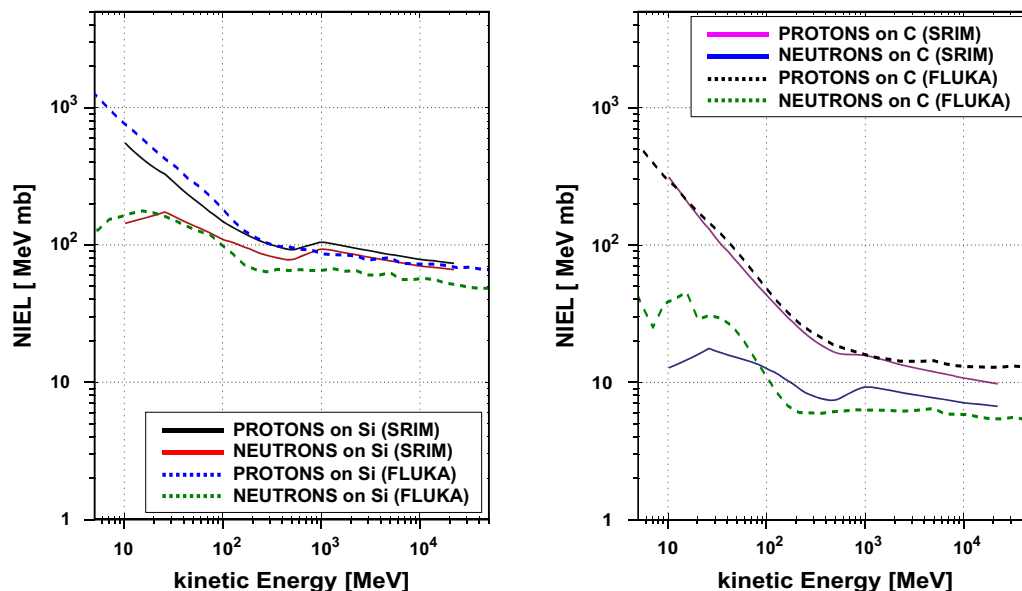 NIEL [ MeV mb]
10³
10²
10
1
PROTONS on Si (SRIM)
NEUTRONS on Si (SRIM)
PROTONS on Si (FLUKA)
NEUTRONS on Si (FLUKA)
10
10²
10³
10⁴
kinetic Energy [MeV]
NIEL [ MeV mb]
10³
10²
10
1
PROTONS on C (SRIM)
NEUTRONS on C (SRIM)
PROTONS on C (FLUKA)
NEUTRONS on C (FLUKA)
10
10²
10³
10⁴
kinetic Energy [MeV]